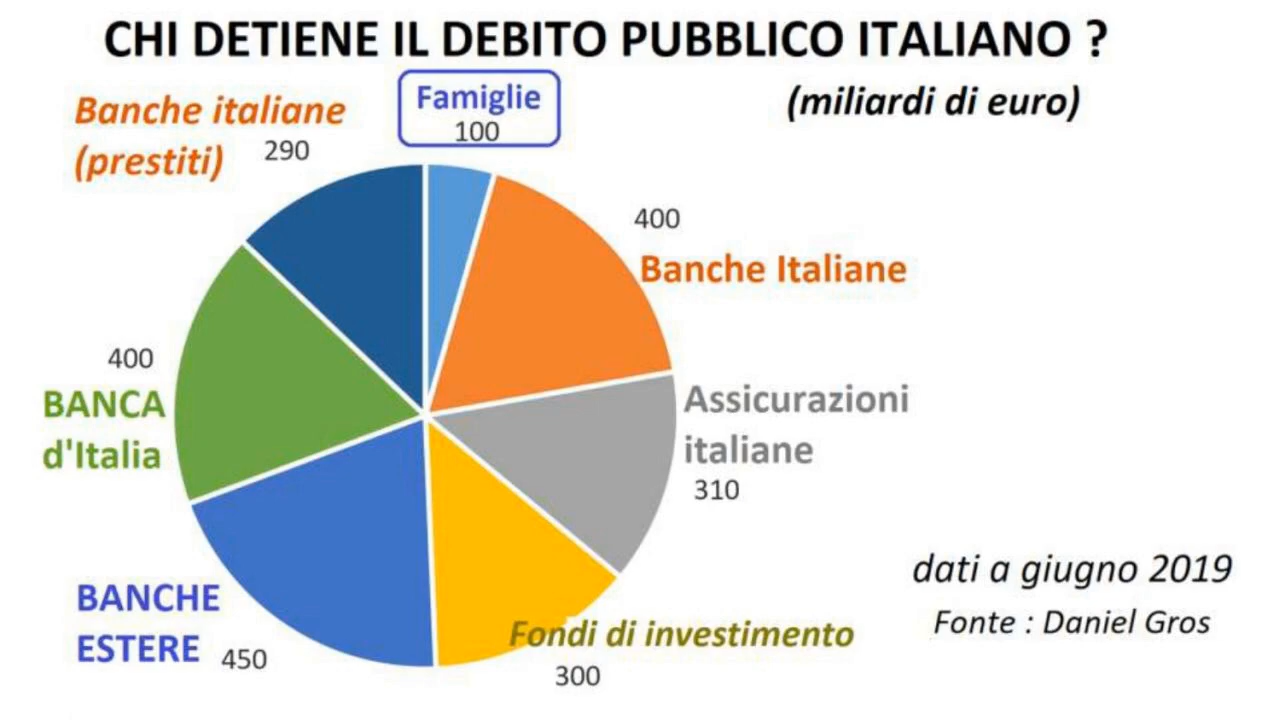 CHI DETIENE IL DEBITO PUBBLICO ITALIANO ?
(miliardi di euro)
Famiglie
100
Banche italiane
(prestiti)
290
400
Banche Italiane
400
BANCA
d'Italia
Assicurazioni
italiane
310
BANCHE
ESTERE
450
Fondi di investimento
300
dati a giugno 2019
Fonte : Daniel Gros